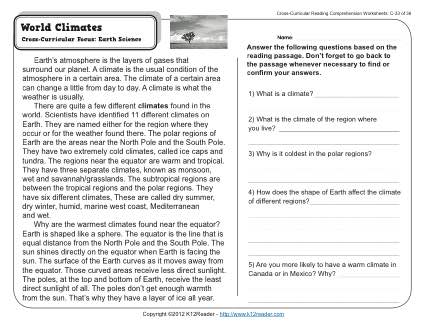 Cross-Curricular Reading Comprehension Worksheets: C-23 of 36
World Climates
Cross-Curricular Focus: Earth Science
Earth's atmosphere is the layers of gases that
surround our planet. A climate is the usual condition of the
atmosphere in a certain area. The climate of a certain area
can change a little from day to day. A climate is what the
weather is usually.
There are quite a few different climates found in the
world. Scientists have identified 11 different climates on
Earth. They are named either for the region where they
occur or for the weather found there. The polar regions of
Earth are the areas near the North Pole and the South Pole.
They have two extremely cold climates, called ice caps and
tundra. The regions near the equator are warm and tropical.
They have three separate climates, known as monsoon,
wet and savannah/grasslands. The subtropical regions are
between the tropical regions and the polar regions. They
have six different climates, These are called dry summer,
dry winter, humid, marine west coast, Mediterranean
and wet.
Why are the warmest climates found near the equator?
Earth is shaped like a sphere. The equator is the line that is
equal distance from the North Pole and the South Pole. The
sun shines directly on the equator when Earth is facing the
sun. The surface of the Earth curves as it moves away from
the equator. Those curved areas receive less direct sunlight.
The poles, at the top and bottom of Earth, receive the least
direct sunlight of all. The poles don't get enough warmth
from the sun. That's why they have a layer of ice all year.
Name
Answer the following questions based on the
reading passage. Don't forget to go back to
the passage whenever necessary to find or
confirm your answers.
1) What is a climate?
2) What is the climate of the region where
you live?
3) Why is it coldest in the polar regions?
4) How does the shape of Earth affect the climate
of different regions?
5) Are you more likely to have a warm climate in
Canada or in Mexico? Why?
Copyright ©2012 K12Reader - http://www.k12reader.com